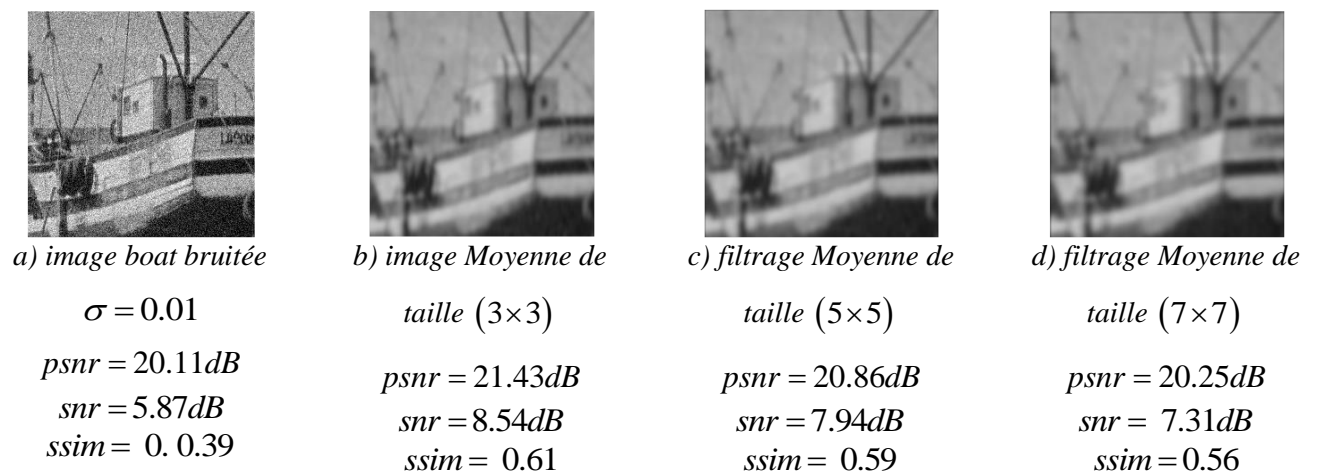 a) image boat bruitée
σ = 0.01
psnr = 20.11dB
snr = 5.87dB
ssim = 0. 0.39
b) image Moyenne de
taille (3×3)
psnr = 21.43dB
snr = 8.54dB
ssim = 0.61
c) filtrage Moyenne de
taille (5×5)
psnr = 20.86dB
snr = 7.94dB
ssim = 0.59
d) filtrage Moyenne de
taille (7×7)
psnr = 20.25dB
snr = 7.31dB
ssim = 0.56